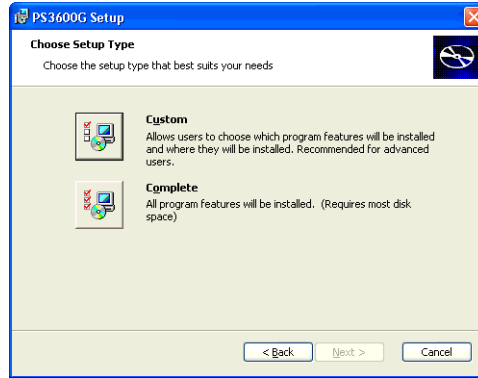 PS3600G Setup
Choose Setup Type
Choose the setup type that best suits your needs
Custom
Allows users to choose which program features will be installed
and where they will be installed. Recommended for advanced
users.
Complete
All program features will be installed. (Requires most disk
space)
< Back
Next >
Cancel